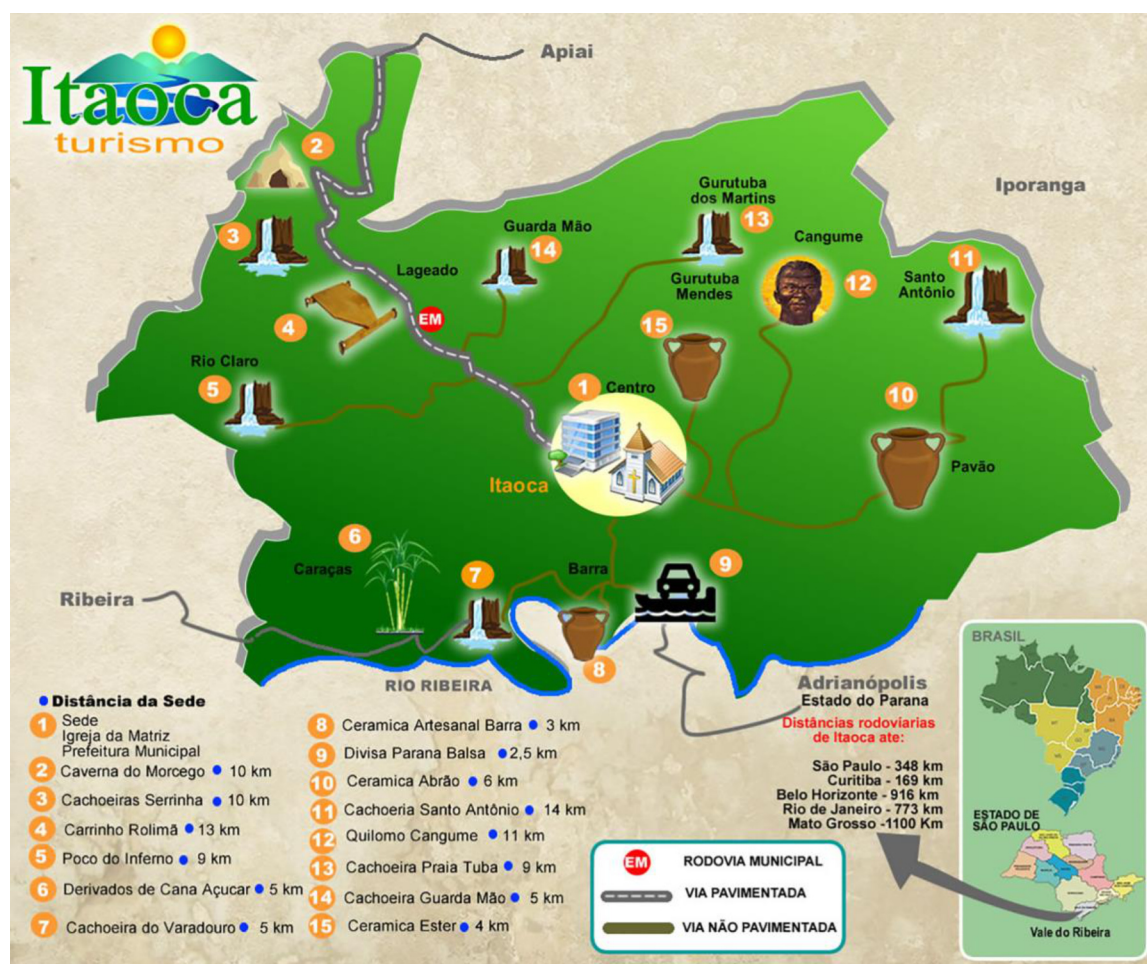 Itaoca
turismo
Apiai
Iporanga
2
3
Guarda Mão
14
Gurutuba
dos Martins
13
Cangume
12
11
Santo
Antônio
Lageado
EM
4
Gurutuba
Mendes
15
Rio Claro
5
1 Centro
10
Pavão
Itaoca
6
Caraças
7
Barra
9
8
Ribeira
RIO RIBEIRA
Adrianópolis
Estado do Parana
Distâncias rodoviarias
de Itaoca ate:
São Paulo - 348 km
Curitiba - 169 km
Belo Horizonte - 916 km
Rio de Janeiro - 773 km
Mato Grosso -1100 Km
Distância da Sede
1 Sede
Igreja da Matriz
Prefeitura Municipal
2 Caverna do Morcego • 10 km
3 Cachoeiras Serrinha • 10 km
4 Carrinho Rolimã • 13 km
5 Poco do Inferno • 9 km
6 Derivados de Cana Açucar • 5 km
7 Cachoeira do Varadouro • 5 km
8 Ceramica Artesanal Barra • 3 km
9 Divisa Parana Balsa • 2,5 km
10 Ceramica Abrão • 6 km
11 Cachoeria Santo Antônio • 14 km
12 Quilomo Cangume • 11 km
13 Cachoeira Praia Tuba • 9 km
14 Cachoeira Guarda Mão • 5 km
15 Ceramica Ester • 4 km
EM RODOVIA MUNICIPAL
VIA PAVIMENTADA
VIA NÃO PAVIMENTADA
BRASIL
ESTADO DE
SÃO PAULO
Vale do Ribeira